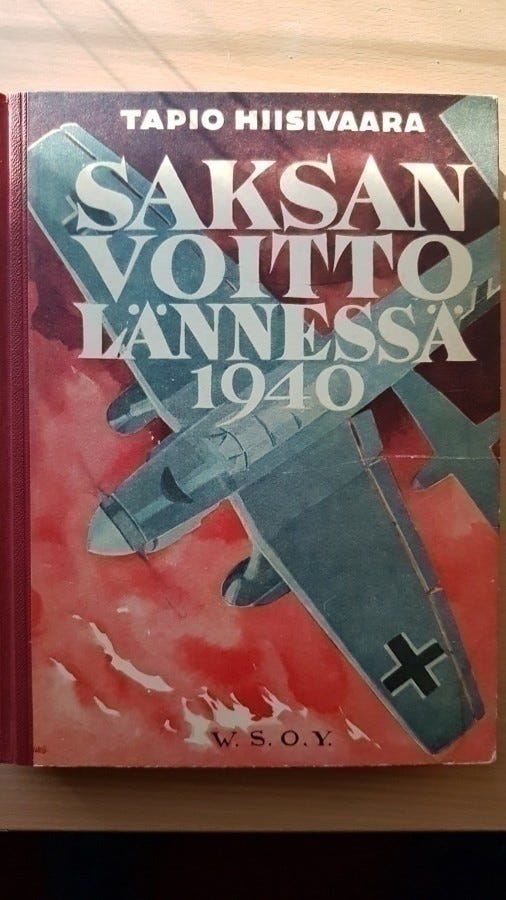 TAPIO HIISIVAARA
SAKSAN
VOITTO
LÄNNESSÄ
1940
W. S. O. Y.